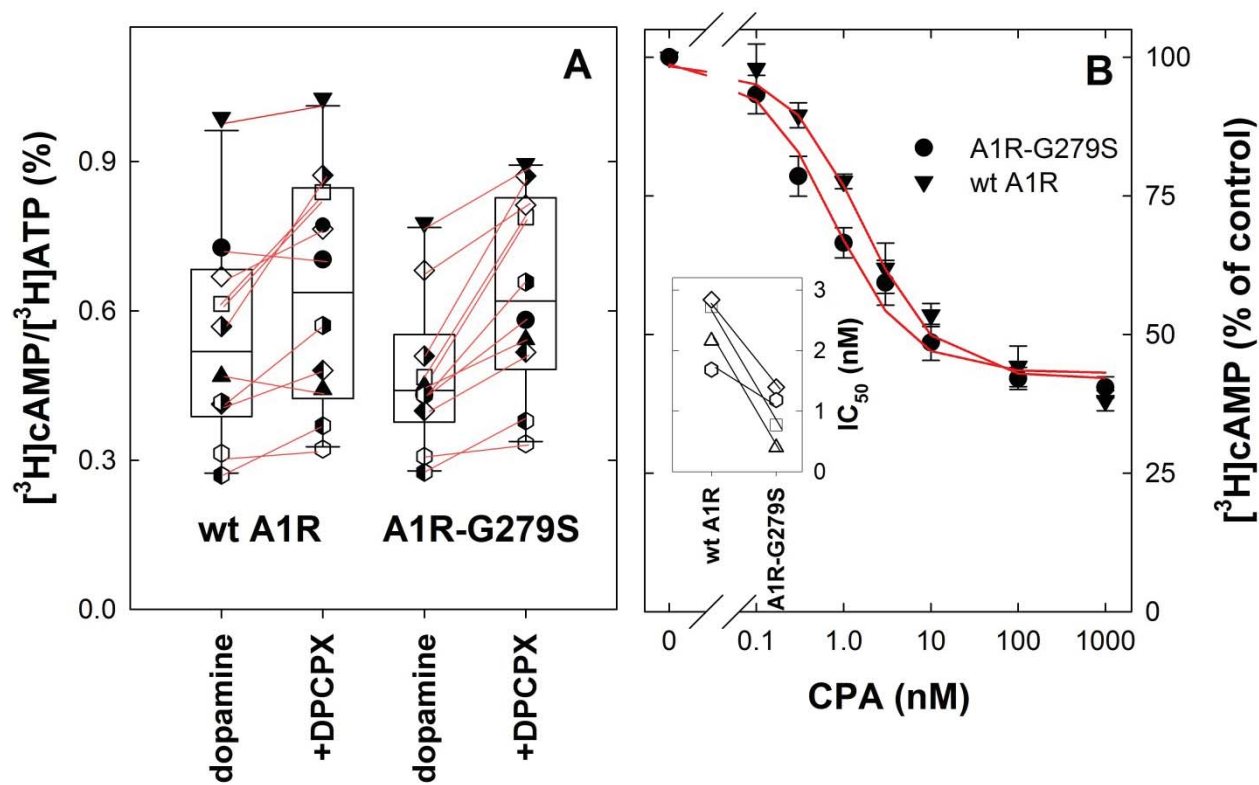 A
[³H]cAMP/[³H]ATP (%)
0.9
0.6
0.3
0.0
wt A1R
A1R-G279S
dopamine
+DPCPX
dopamine
+DPCPX
B
A1R-G279S
wt A1R
100
75
50
25
0
[³H]cAMP (% of control)
3
2
1
0
IC₅₀ (nM)
wt A1R
A1R-G279S
0 0.1 1.0 10 100 1000
CPA (nM)